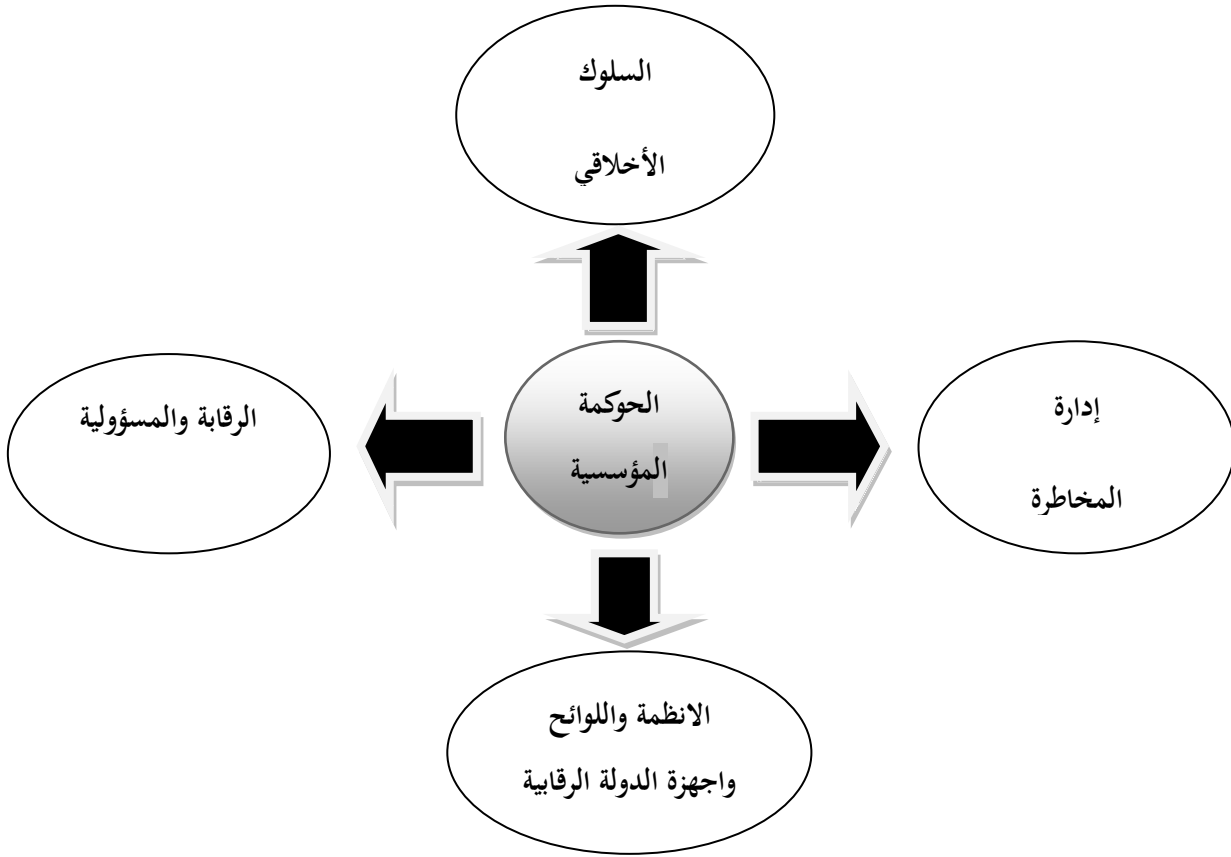 السلوك
الأخلاقي
الرقابة والمسؤولية
الحوكمة
المؤسسية
إدارة
المخاطرة
الانظمة واللوائح
واجهزة الدولة الرقابية